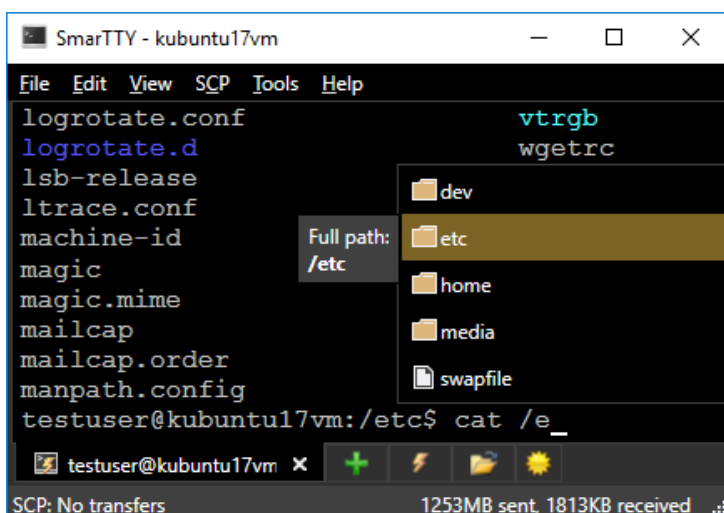 SmarTTY - kubuntu17vm
File Edit View SCP Tools Help
logrotate.conf vtrgb
logrotate.d wgetrc
lsb-release
ltrace.conf
machine-id
magic
magic.mime
mailcap
mailcap.order
manpath.config
Full path:
/etc
dev
etc
home
media
swapfile
testuser@kubuntu17vm:/etc$ cat /e_
testuser@kubuntu17vm
SCP: No transfers 1253MB sent, 1813KB received